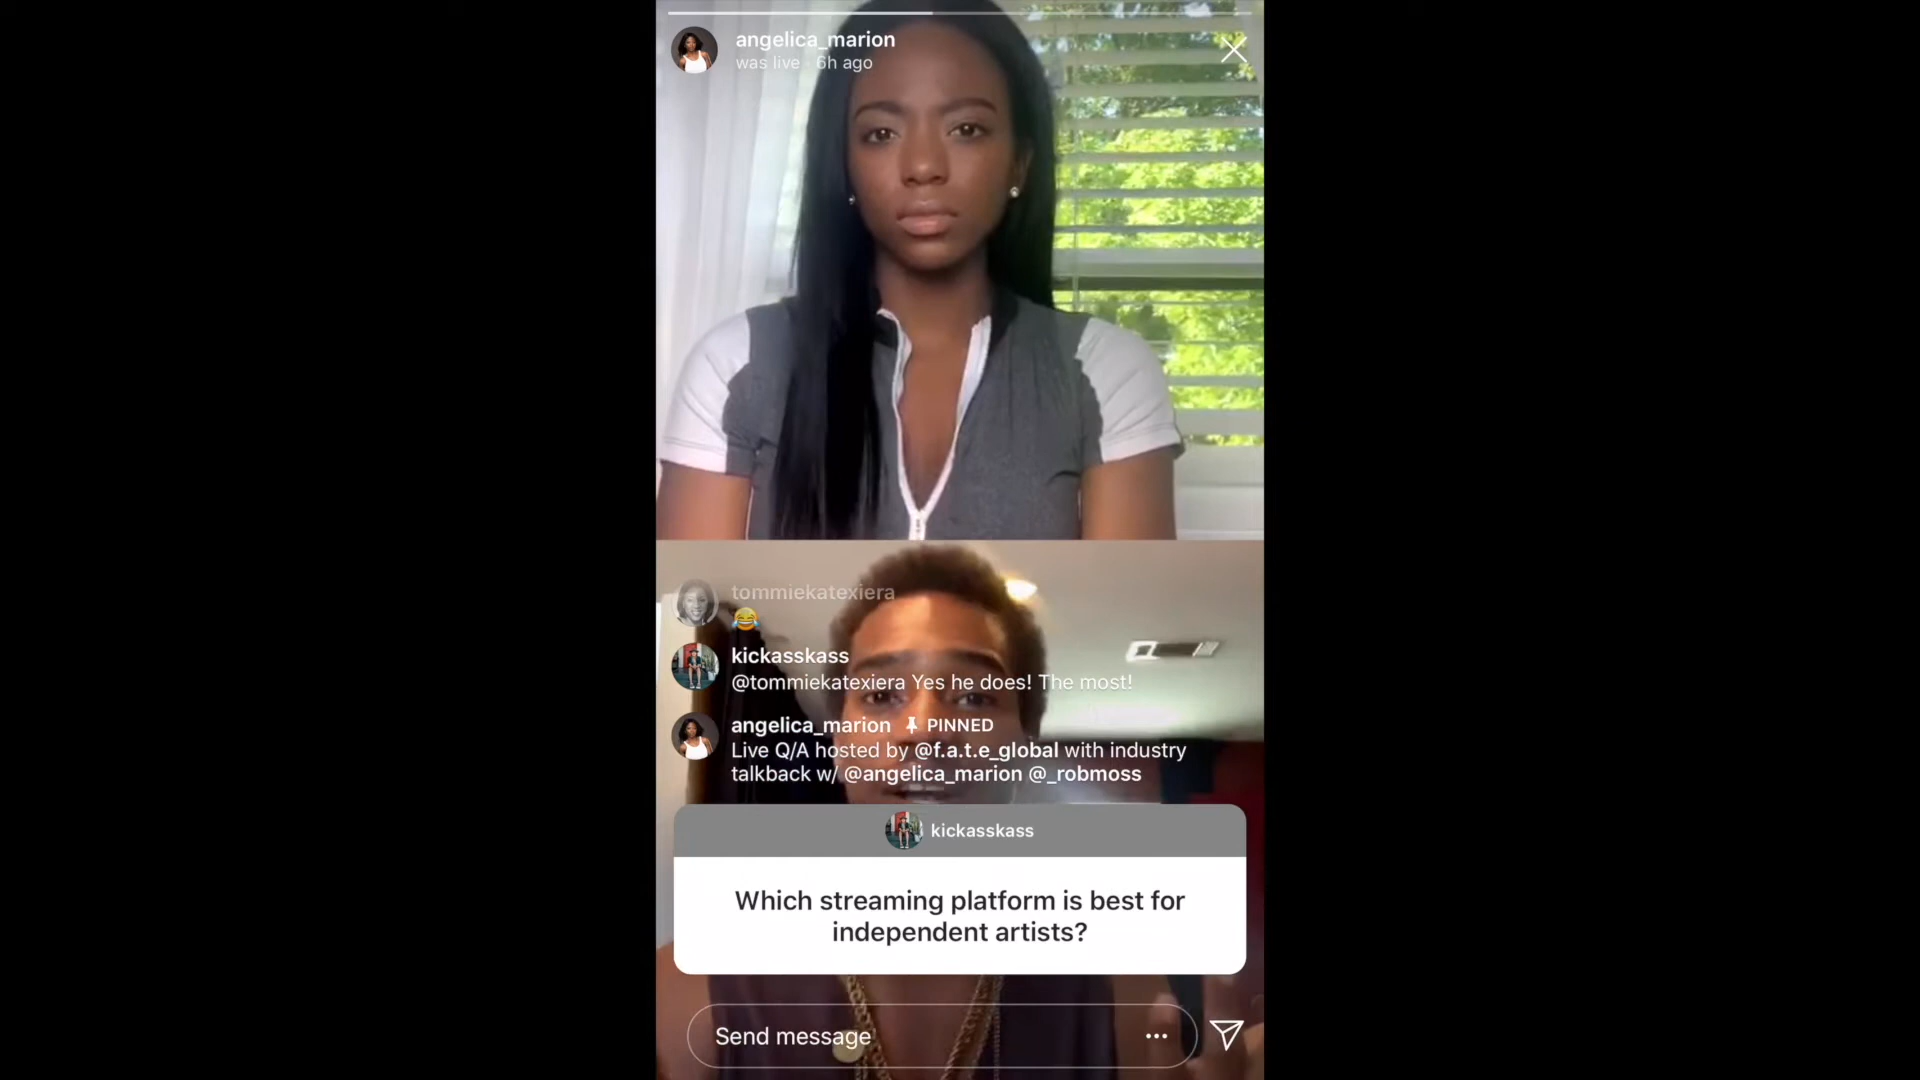 angelica_marion
was live · 6h ago
tommiekatexiera
😂
kickasskass
@tommiekatexiera Yes he does! The most!
angelica_marion 📌 PINNED
Live Q/A hosted by @f.a.t.e_global with industry
talkback w/ @angelica_marion @_robmoss
kickasskass
Which streaming platform is best for
independent artists?
Send message